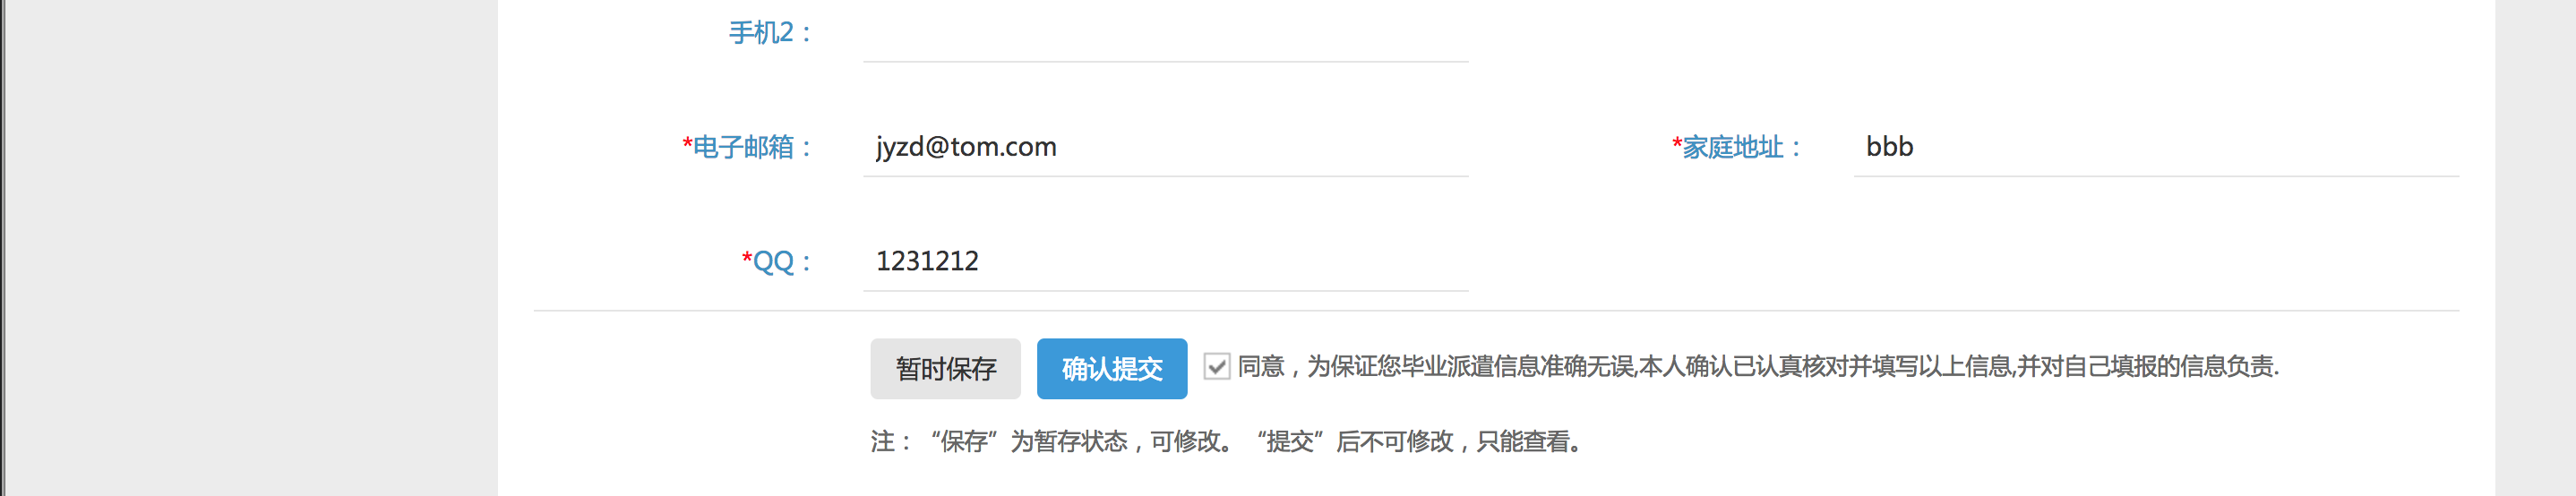 手机2：
*电子邮箱： jyzd@tom.com *家庭地址： bbb
*QQ： 1231212
暂时保存 确认提交 同意，为保证您毕业派遣信息准确无误,本人确认已认真核对并填写以上信息,并对自己填报的信息负责.
注：“保存”为暂存状态，可修改。“提交”后不可修改，只能查看。